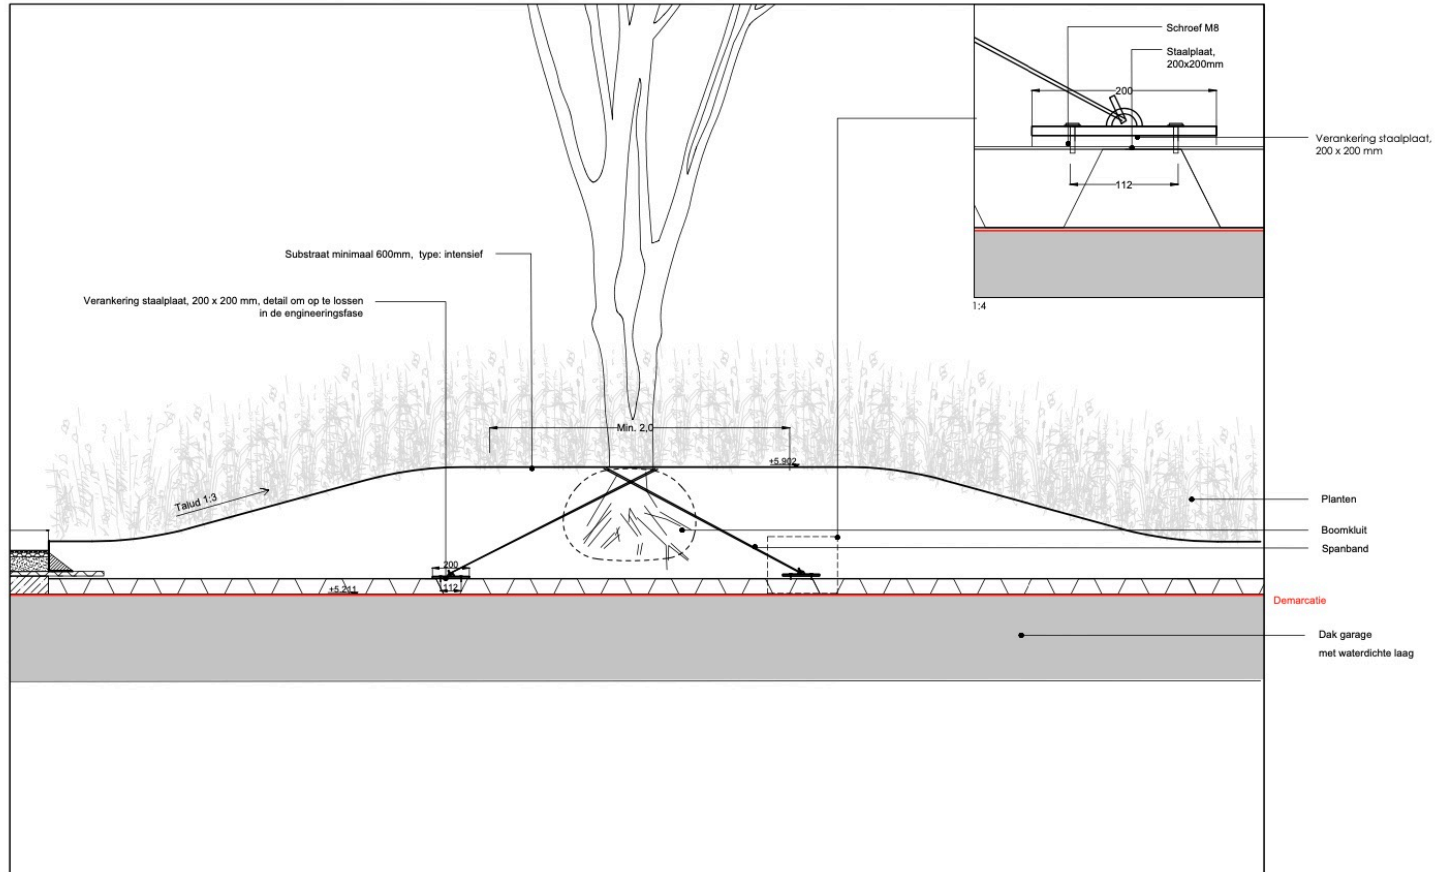 Schroef M8
Staalplaat,
200x200mm
200
Verankering staalplaat,
200 x 200 mm
112
1:4
Substraat minimaal 600mm, type: intensief
Verankering staalplaat, 200 x 200 mm, detail om op te lossen
in de engineeringsfase
Min. 2,0
+5.902
Talud 1:3
Planten
Boomkluit
Spanband
200
112
+5.211
Demarcatie
Dak garage
met waterdichte laag